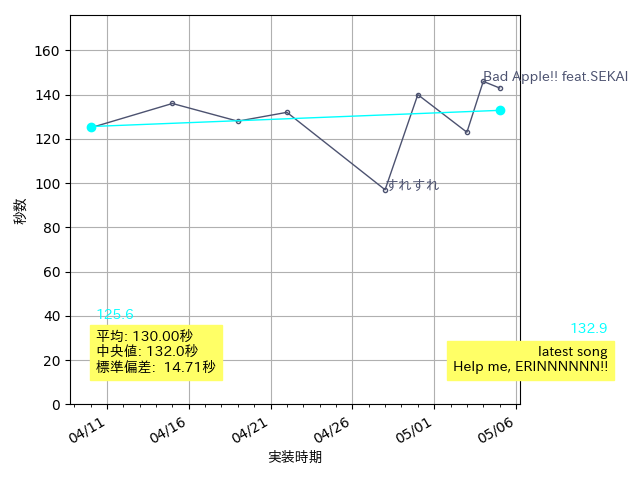 160
140
120
100
80
60
40
20
0
秒数
Bad Apple!! feat.SEKAI
すれすれ
125.6
平均: 130.00秒
中央値: 132.0秒
標準偏差: 14.71秒
132.9
latest song
Help me, ERINNNNNN!!
04/11
04/16
04/21
04/26
05/01
05/06
実装時期